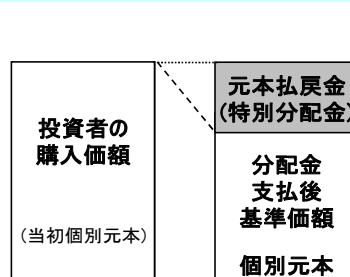 投資者の
購入価額
(当初個別元本)
元本払戻金
(特別分配金)
分配金
支払後
基準価額
個別元本